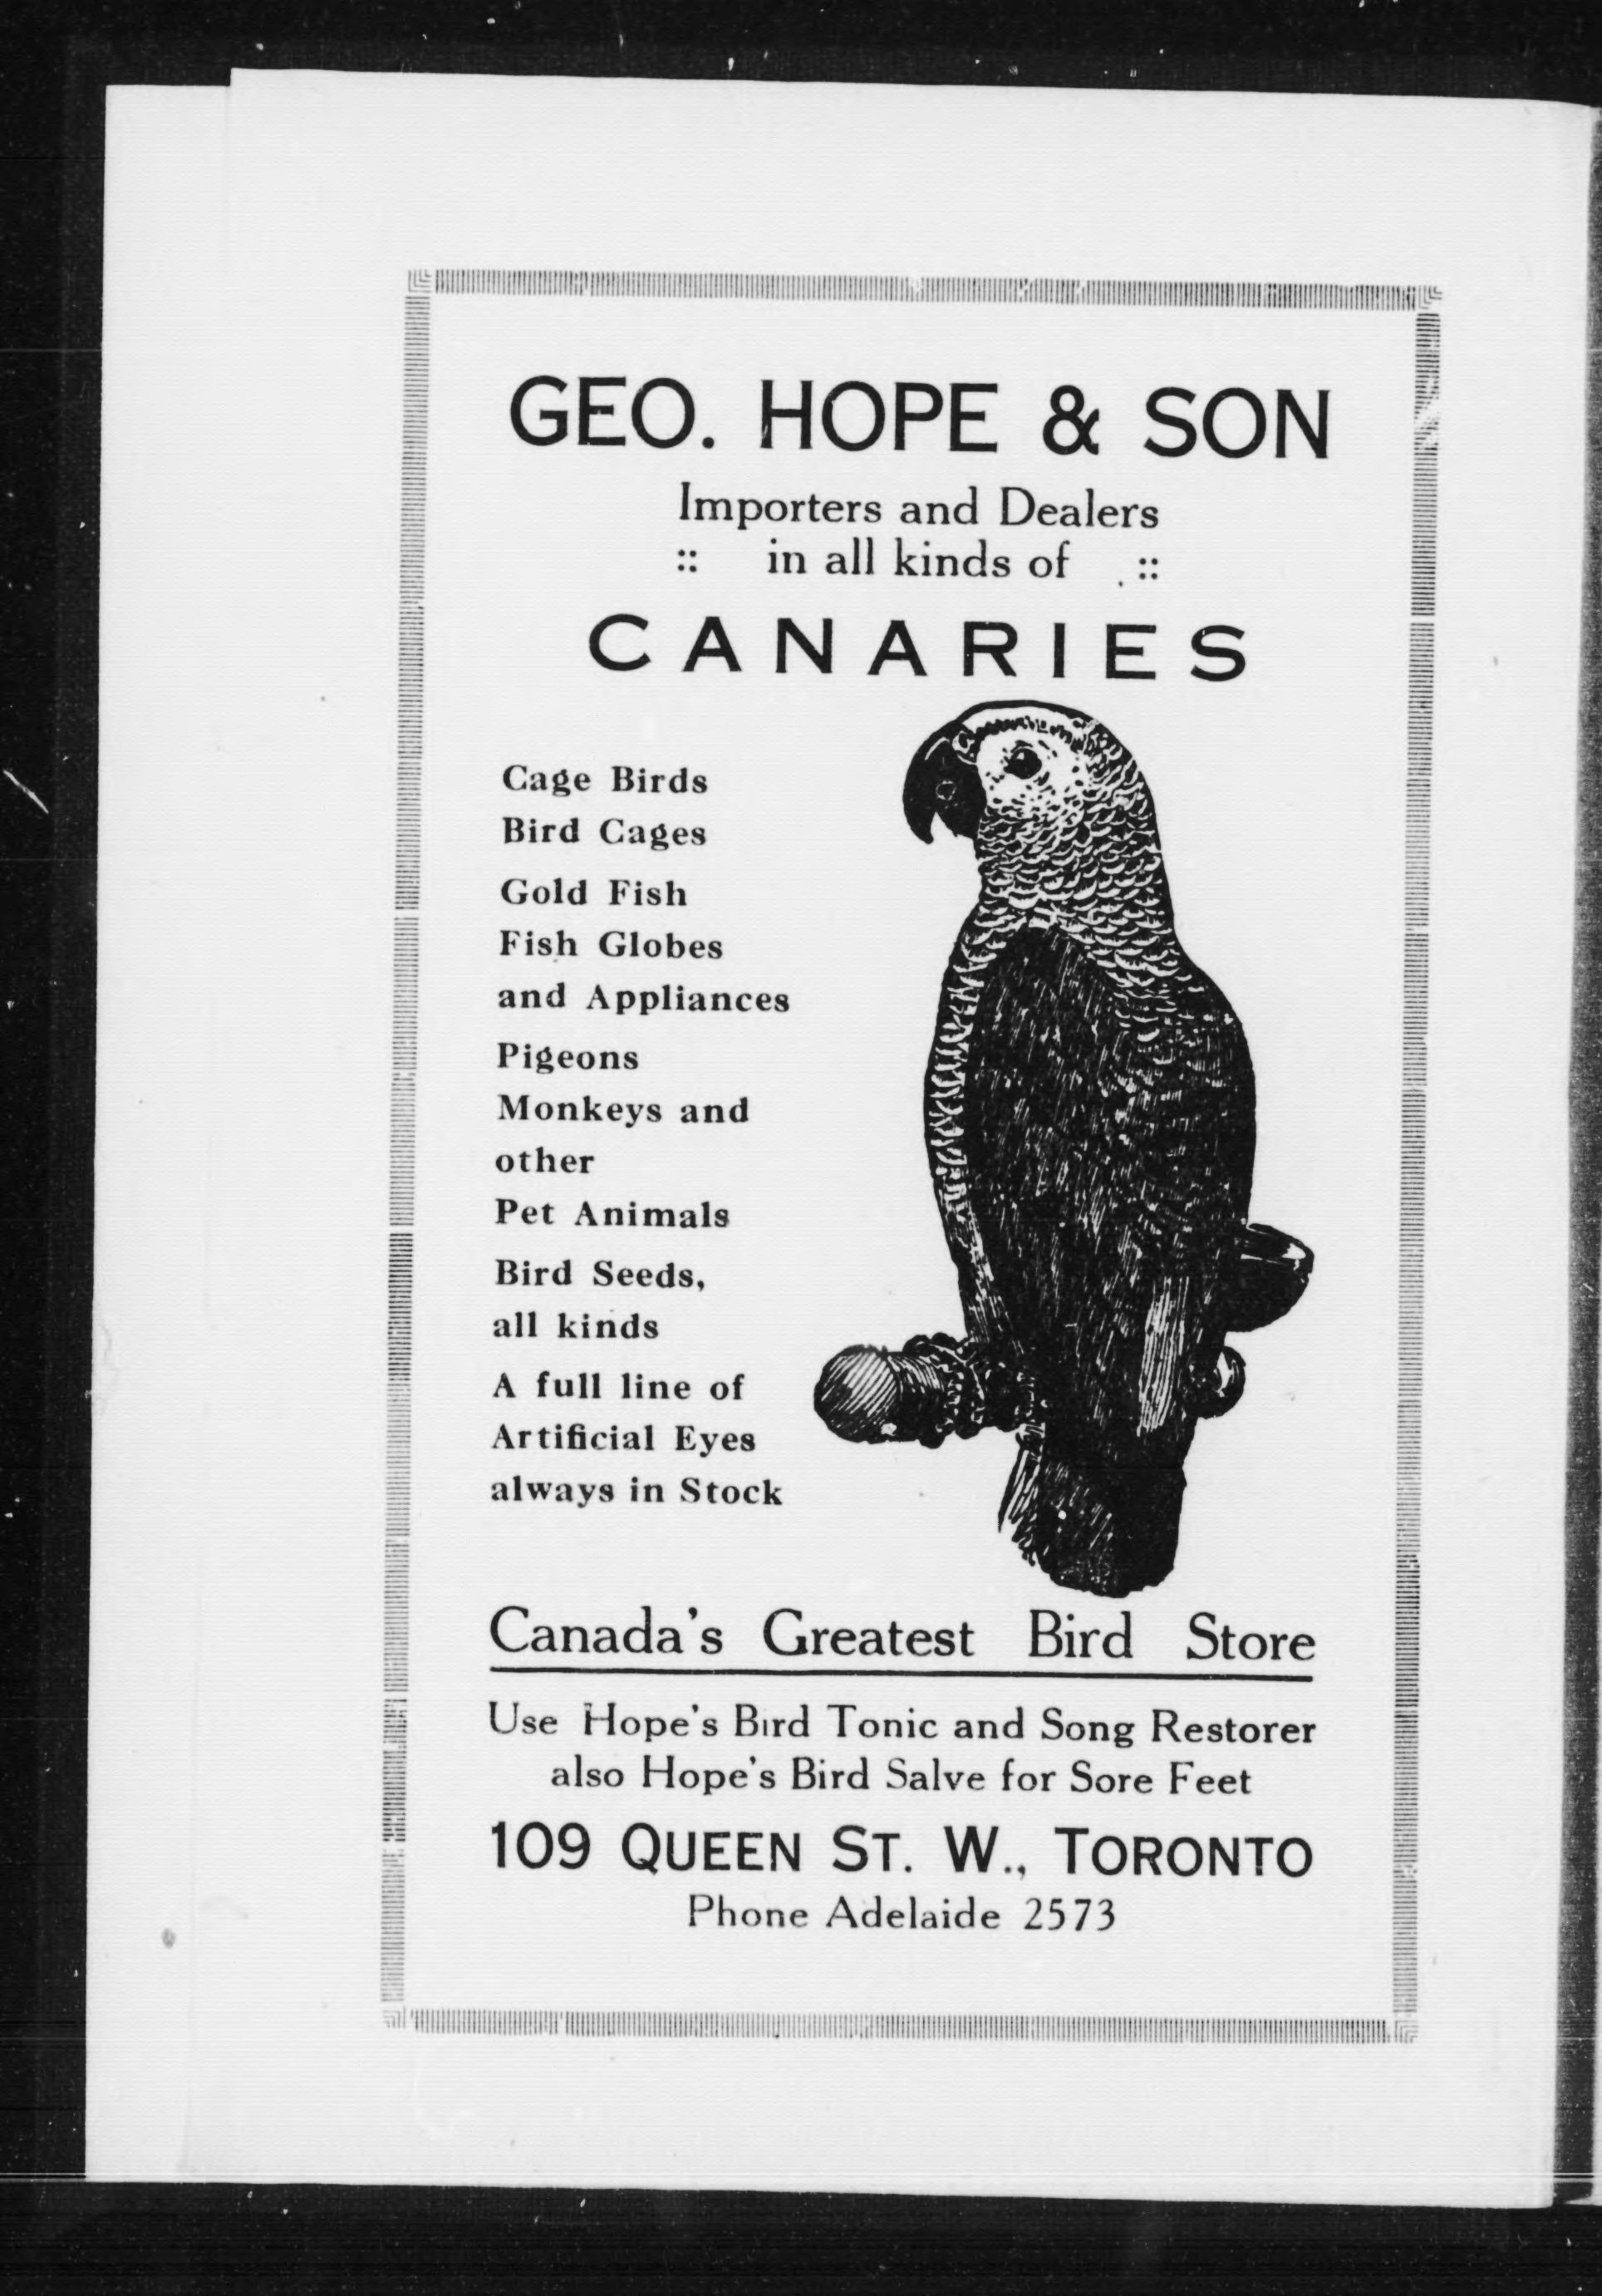 GEO. HOPE & SON
Importers and Dealers
:: in all kinds of ::
CANARIES
Cage Birds
Bird Cages
Gold Fish
Fish Globes
and Appliances
Pigeons
Monkeys and
other
Pet Animals
Bird Seeds,
all kinds
A full line of
Artificial Eyes
always in Stock
Canada's Greatest Bird Store
Use Hope's Bird Tonic and Song Restorer
also Hope's Bird Salve for Sore Feet
109 QUEEN ST. W., TORONTO
Phone Adelaide 2573